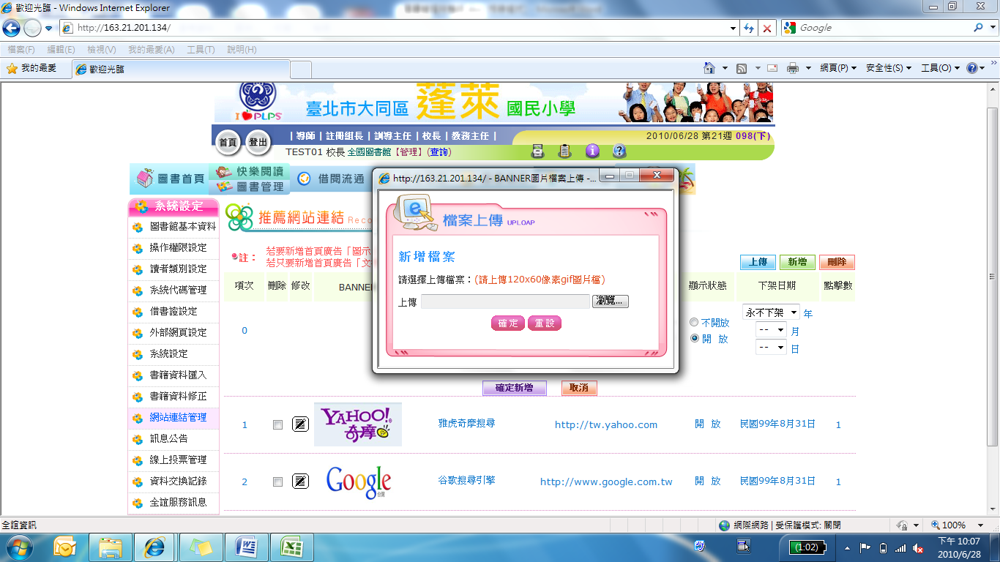 歡迎光臨 - Windows Internet Explorer
http://163.21.201.134/
Google
檔案(F) 編輯(E) 檢視(V) 我的最愛(A) 工具(T) 說明(H)
我的最愛 歡迎光臨 網頁(P) 安全性(S) 工具(O)
I PLPS 臺北市大同區 蓬萊 國民小學
首頁 登出 | 導師 | 註冊組長 | 訓導主任 | 校長 | 教務主任 | 2010/06/28 第21週 098(下)
TEST01 校長 全國圖書館【管理】(查詢)
圖書首頁 快樂閱讀 借閱流通
圖書管理
http://163.21.201.134/ - BANNER圖片檔案上傳 -...
檔案上傳 UPLOAP
新增檔案
請選擇上傳檔案：(請上傳120x60像素gif圖片檔)
上傳 瀏覽...
確定 重設
系統設定
圖書館基本資料
操作權限設定
讀者類別設定
系統代碼管理
借書證設定
外部網頁設定
系統設定
書籍資料匯入
書籍資料修正
網站連結管理
訊息公告
線上投票管理
資料交換記錄
全誼服務訊息
推薦網站連結 Reco
註： 若要新增首頁廣告「圖示
若只要新增首頁廣告「文
上傳 新增 刪除
項次 刪除 修改 BANNE 顯示狀態 下架日期 點擊數
0 不開放 開 放 永不下架 年
-- 月
-- 日
確定新增 取消
1 YAHOO! 奇摩 雅虎奇摩搜尋 http://tw.yahoo.com 開 放 民國99年8月31日 1
2 Google 台灣 谷歌搜尋引擎 http://www.google.com.tw 開 放 民國99年8月31日 1
全誼資訊 網際網路 | 受保護模式: 關閉 100%
(1:02) 下午 10:07
2010/6/28